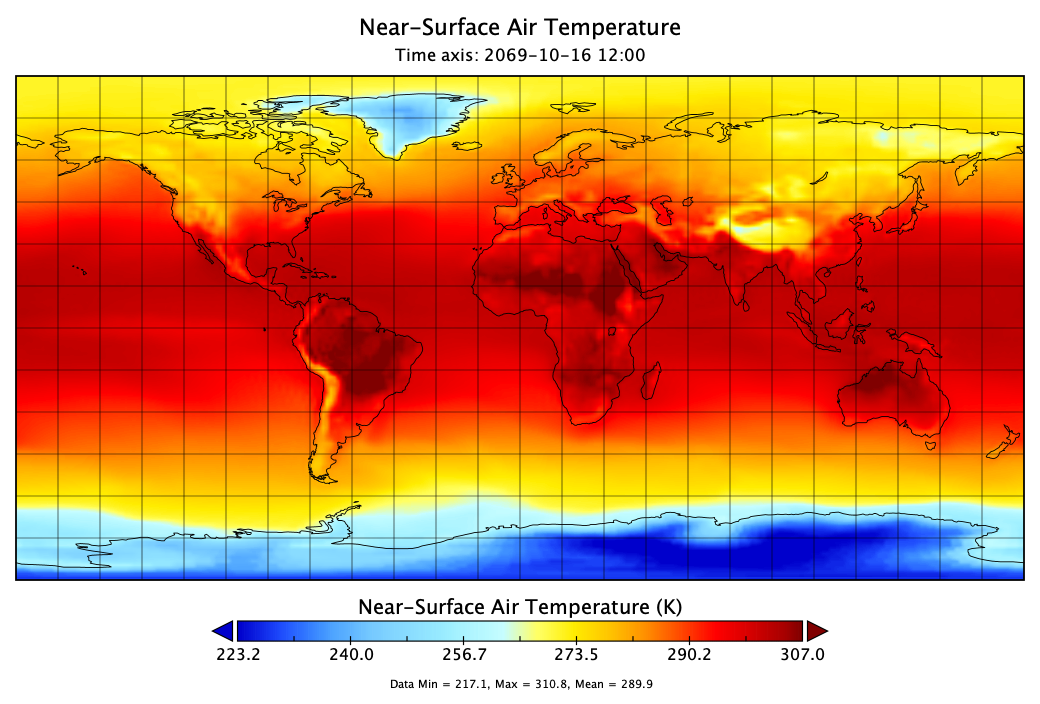 Near-Surface Air Temperature
Time axis: 2069-10-16 12:00
Near-Surface Air Temperature (K)
223.2 240.0 256.7 273.5 290.2 307.0
Data Min = 217.1, Max = 310.8, Mean = 289.9